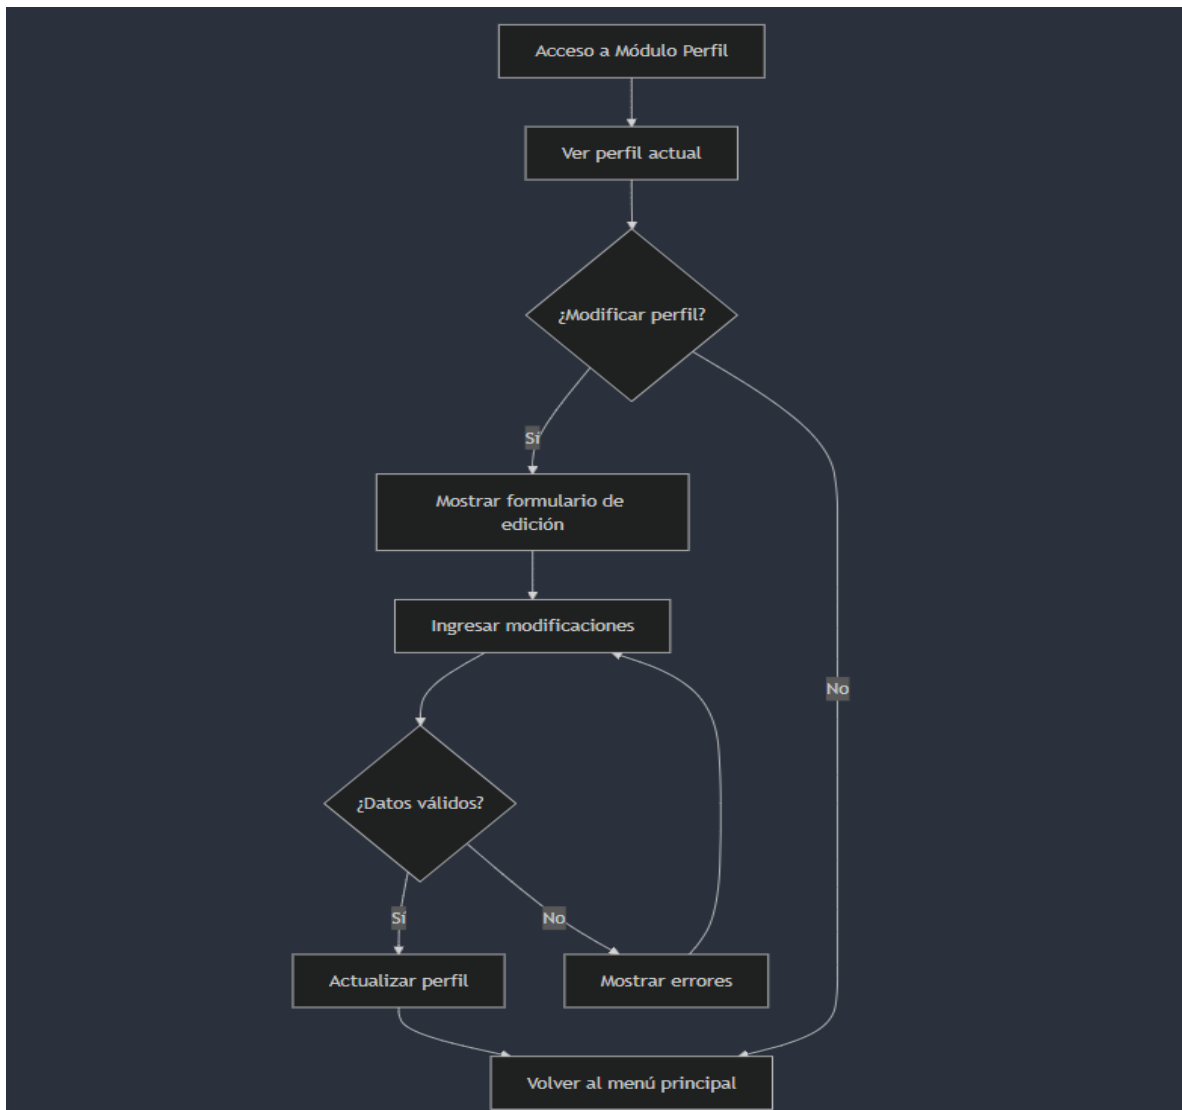 Acceso a Módulo Perfil
Ver perfil actual
¿Modificar perfil?
Sí
Mostrar formulario de
edición
Ingresar modificaciones
No
¿Datos válidos?
Sí
No
Actualizar perfil
Mostrar errores
Volver al menú principal